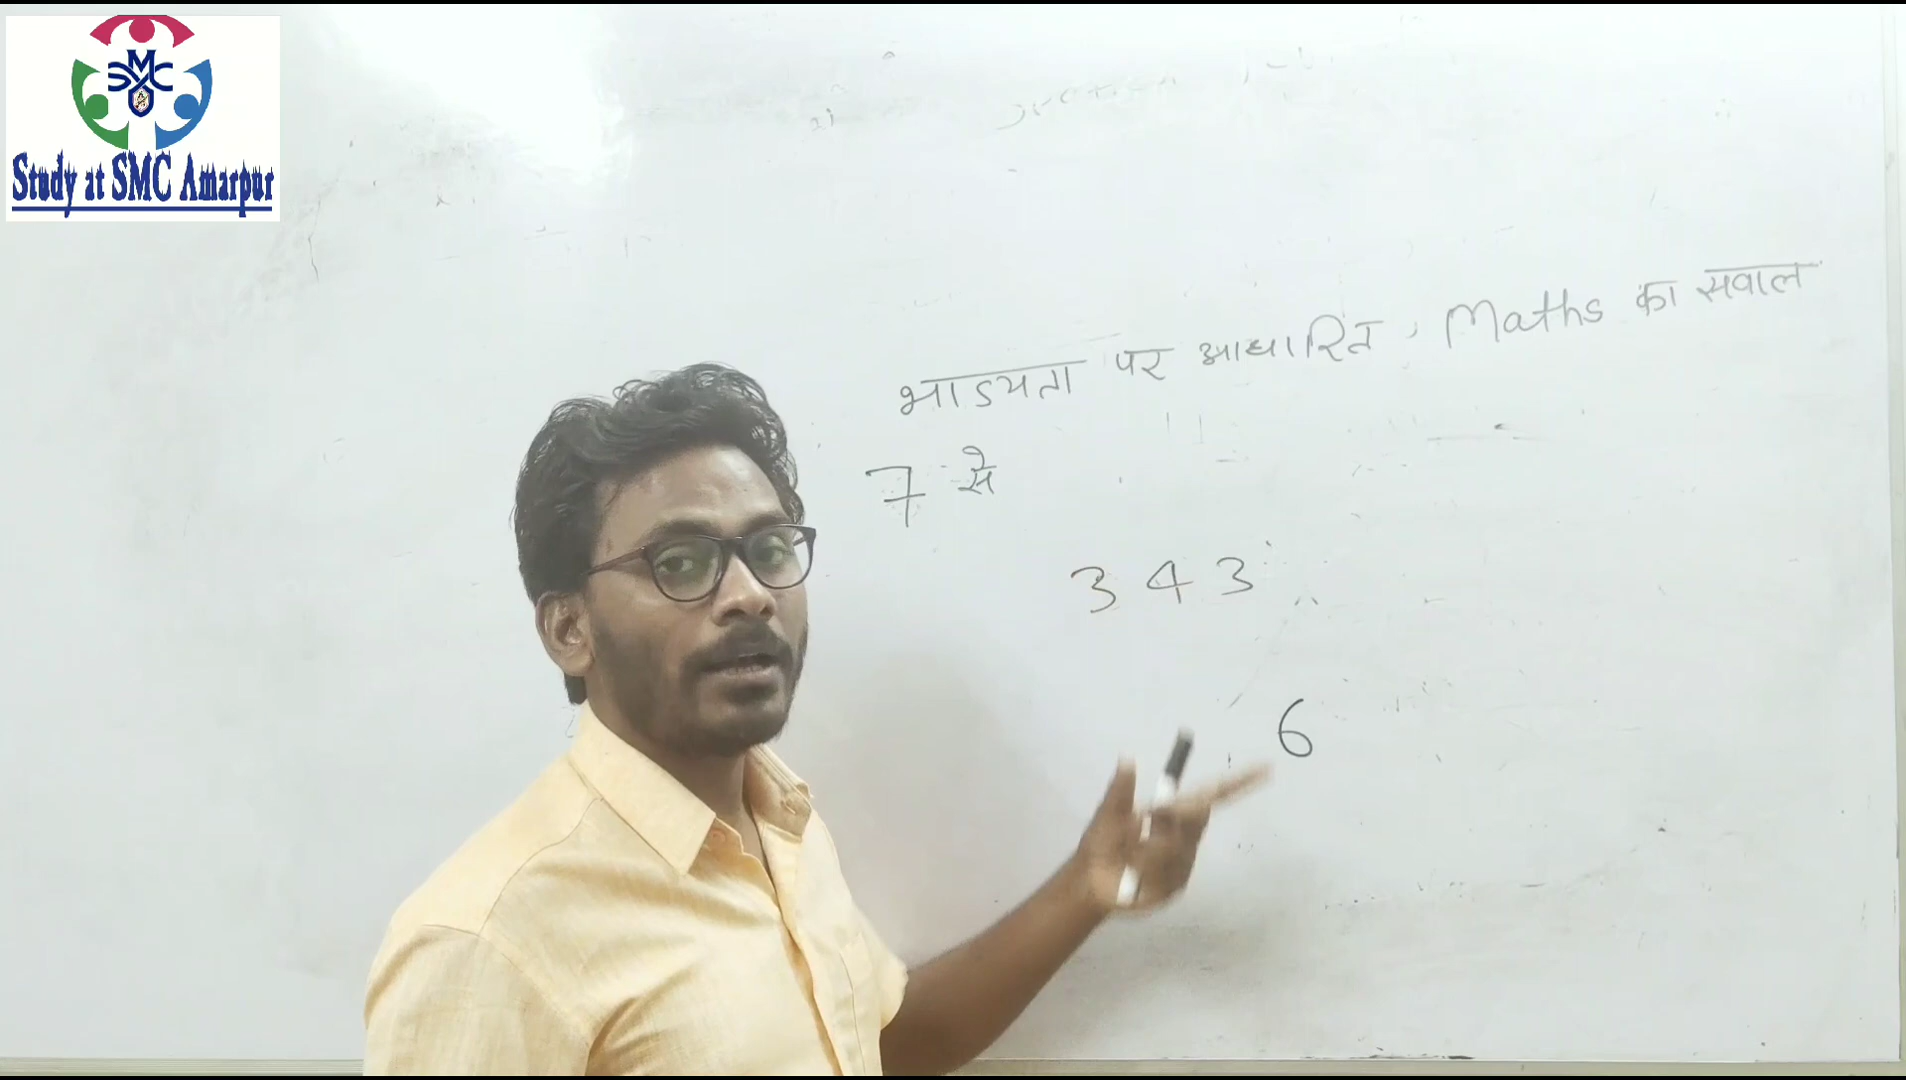 Study at SMC Amarpur
भाज्यता पर आधारित, Maths का सवाल
7 से
343
6